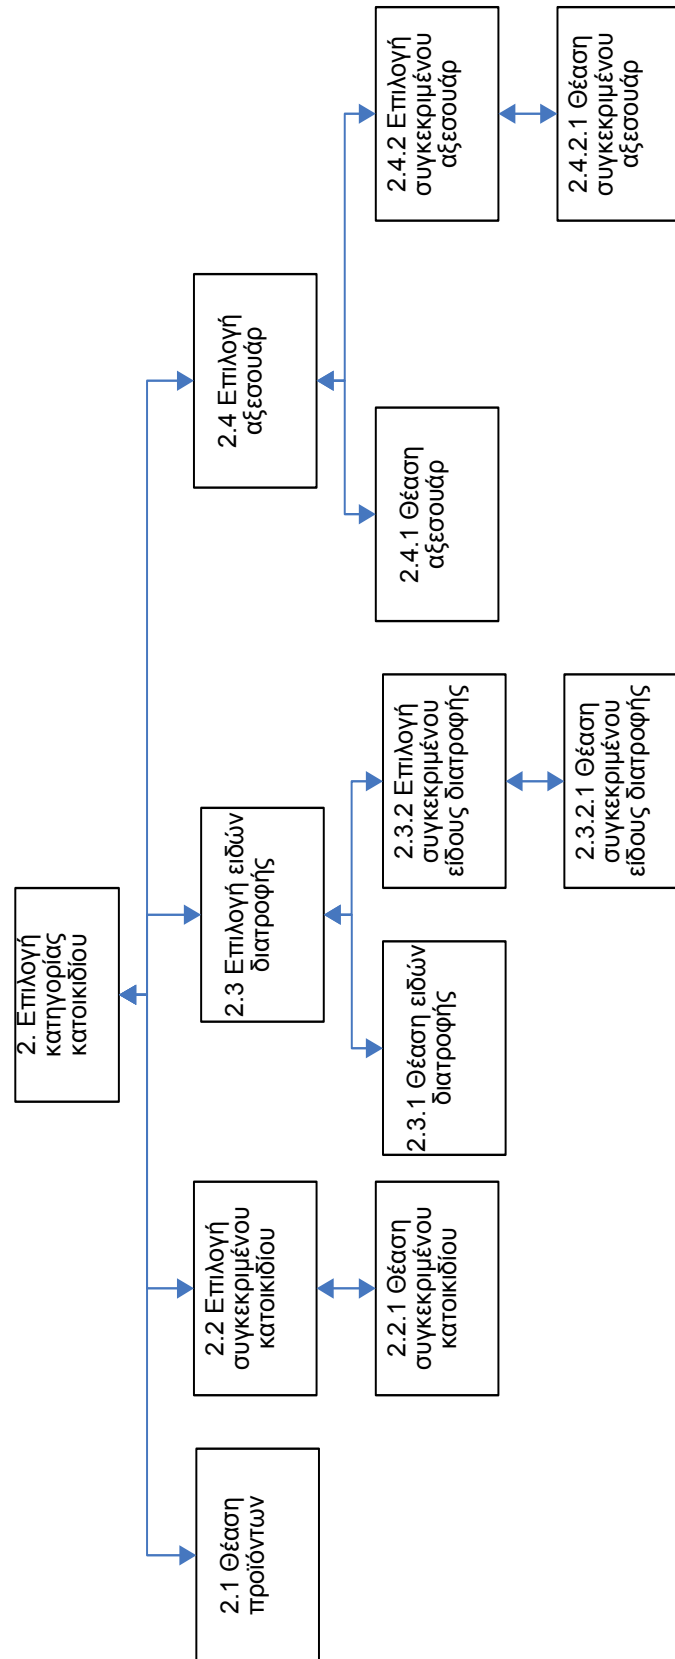 2. Επιλογή
κατηγορίας
κατοικιδίου
2.1 Θέαση
προϊόντων
2.2 Επιλογή
συγκεκριμένου
κατοικιδίου
2.3 Επιλογή ειδών
διατροφής
2.4 Επιλογή
αξεσουάρ
2.2.1 Θέαση
συγκεκριμένου
κατοικιδίου
2.3.1 Θέαση ειδών
διατροφής
2.3.2 Επιλογή
συγκεκριμένου
είδους διατροφής
2.4.1 Θέαση
αξεσουάρ
2.4.2 Επιλογή
συγκεκριμένου
αξεσουάρ
2.3.2.1 Θέαση
συγκεκριμένου
είδους διατροφής
2.4.2.1 Θέαση
συγκεκριμένου
αξεσουάρ